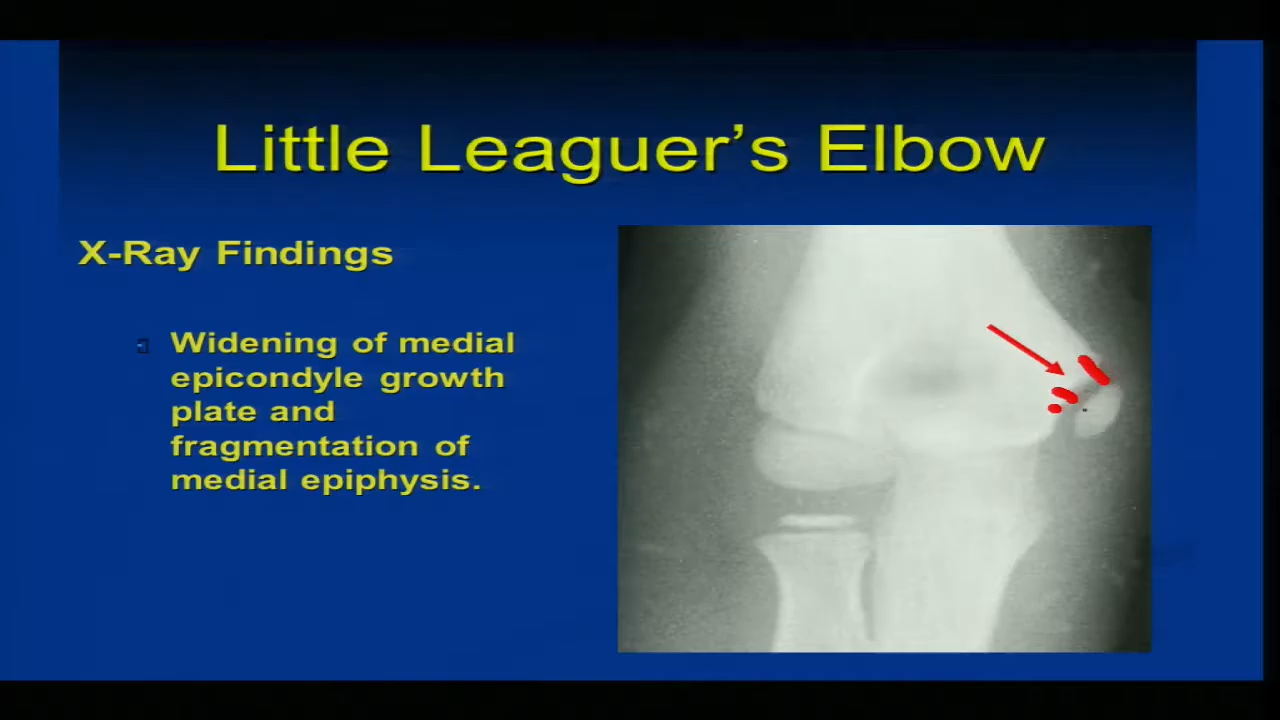 Little Leaguer’s Elbow
X-Ray Findings
Widening of medial
epicondyle growth
plate and
fragmentation of
medial epiphysis.